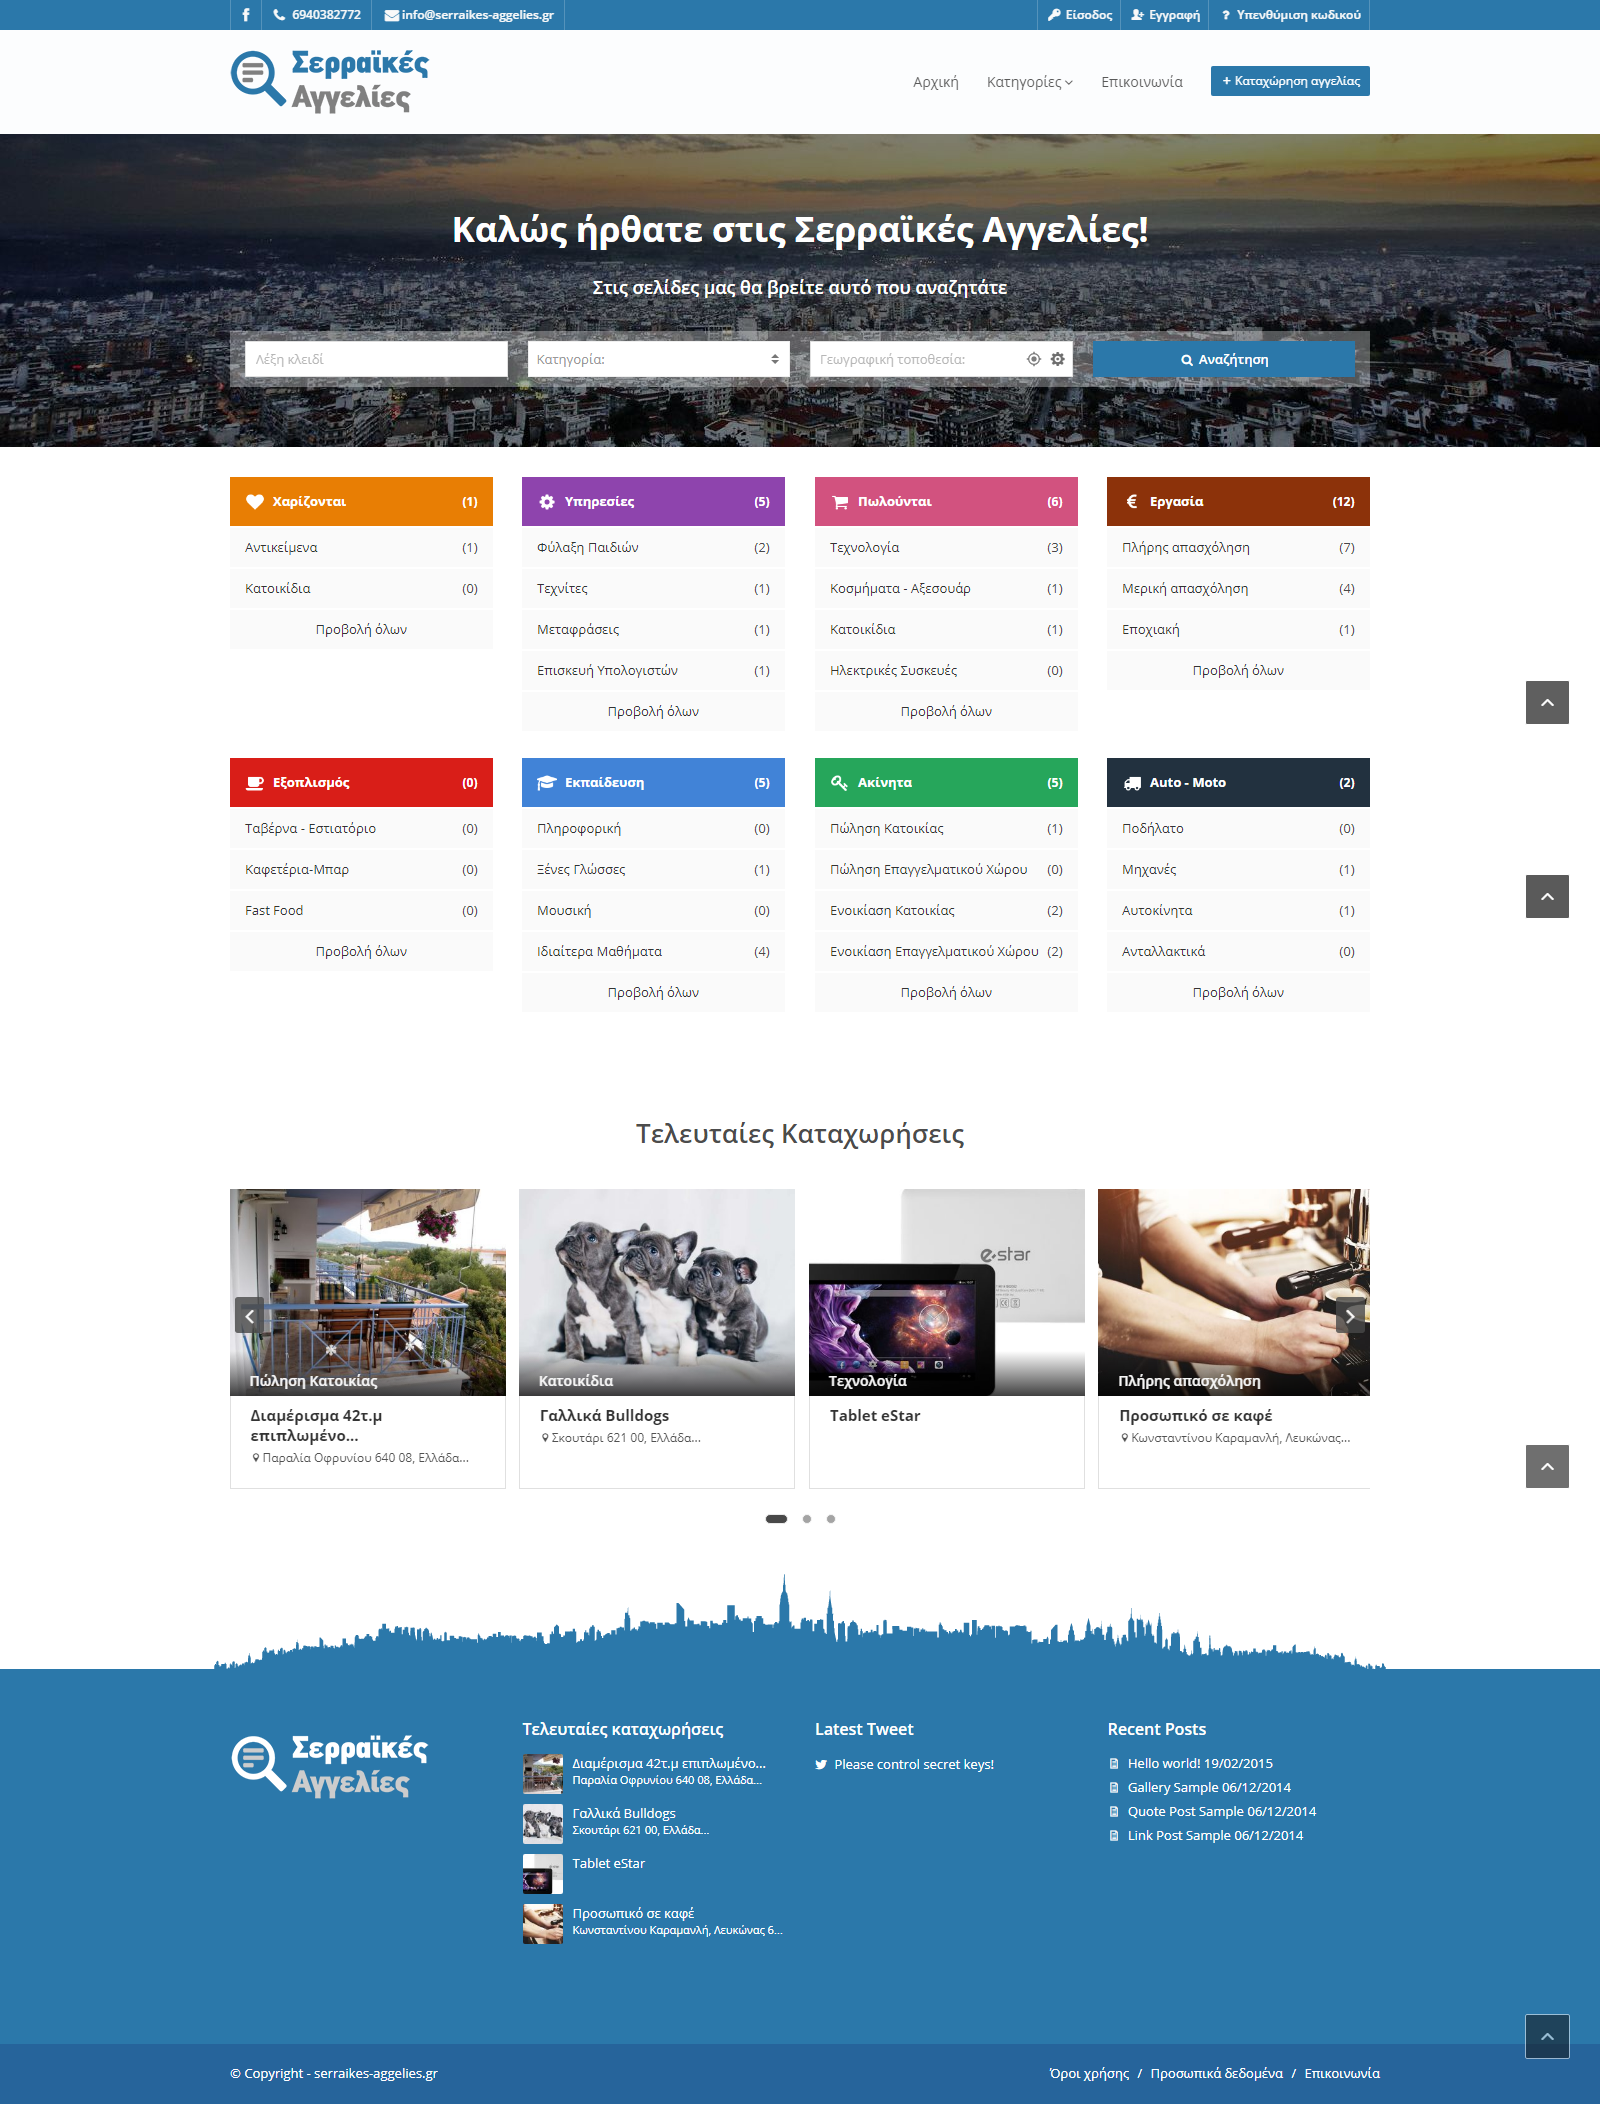 6940382772
info@serraikes-aggelies.gr
Είσοδος
Εγγραφή
? Υπενθύμιση κωδικού
Σερραϊκές
Αγγελίες
Αρχική
Κατηγορίες
Επικοινωνία
+ Καταχώρηση αγγελίας
Καλώς ήρθατε στις Σερραϊκές Αγγελίες!
Στις σελίδες μας θα βρείτε αυτό που αναζητάτε
Λέξη κλειδί
Κατηγορία:
Γεωγραφική τοποθεσία:
Αναζήτηση
Χαρίζονται (1)
Αντικείμενα (1)
Κατοικίδια (0)
Προβολή όλων
Υπηρεσίες (5)
Φύλαξη Παιδιών (2)
Τεχνίτες (1)
Μεταφράσεις (1)
Επισκευή Υπολογιστών (1)
Προβολή όλων
Πωλούνται (6)
Τεχνολογία (3)
Κοσμήματα - Αξεσουάρ (1)
Κατοικίδια (1)
Ηλεκτρικές Συσκευές (0)
Προβολή όλων
€ Εργασία (12)
Πλήρης απασχόληση (7)
Μερική απασχόληση (4)
Εποχιακή (1)
Προβολή όλων
Εξοπλισμός (0)
Ταβέρνα - Εστιατόριο (0)
Καφετέρια-Μπαρ (0)
Fast Food (0)
Προβολή όλων
Εκπαίδευση (5)
Πληροφορική (0)
Ξένες Γλώσσες (1)
Μουσική (0)
Ιδιαίτερα Μαθήματα (4)
Προβολή όλων
Ακίνητα (5)
Πώληση Κατοικίας (1)
Πώληση Επαγγελματικού Χώρου (0)
Ενοικίαση Κατοικίας (2)
Ενοικίαση Επαγγελματικού Χώρου (2)
Προβολή όλων
Auto - Moto (2)
Ποδήλατο (0)
Μηχανές (1)
Αυτοκίνητα (1)
Ανταλλακτικά (0)
Προβολή όλων
Τελευταίες Καταχωρήσεις
Πώληση Κατοικίας
Διαμέρισμα 42τ.μ
επιπλωμένο...
Παραλία Οφρυνίου 640 08, Ελλάδα...
Κατοικίδια
Γαλλικά Bulldogs
Σκουτάρι 621 00, Ελλάδα...
e-star
Τεχνολογία
Tablet eStar
Πλήρης απασχόληση
Προσωπικό σε καφέ
Κωνσταντίνου Καραμανλή, Λευκώνας...
Σερραϊκές
Αγγελίες
Τελευταίες καταχωρήσεις
Διαμέρισμα 42τ.μ επιπλωμένο...
Παραλία Οφρυνίου 640 08, Ελλάδα...
Γαλλικά Bulldogs
Σκουτάρι 621 00, Ελλάδα...
Tablet eStar
Προσωπικό σε καφέ
Κωνσταντίνου Καραμανλή, Λευκώνας 6...
Latest Tweet
Please control secret keys!
Recent Posts
Hello world! 19/02/2015
Gallery Sample 06/12/2014
Quote Post Sample 06/12/2014
Link Post Sample 06/12/2014
© Copyright - serraikes-aggelies.gr
Όροι χρήσης / Προσωπικά δεδομένα / Επικοινωνία